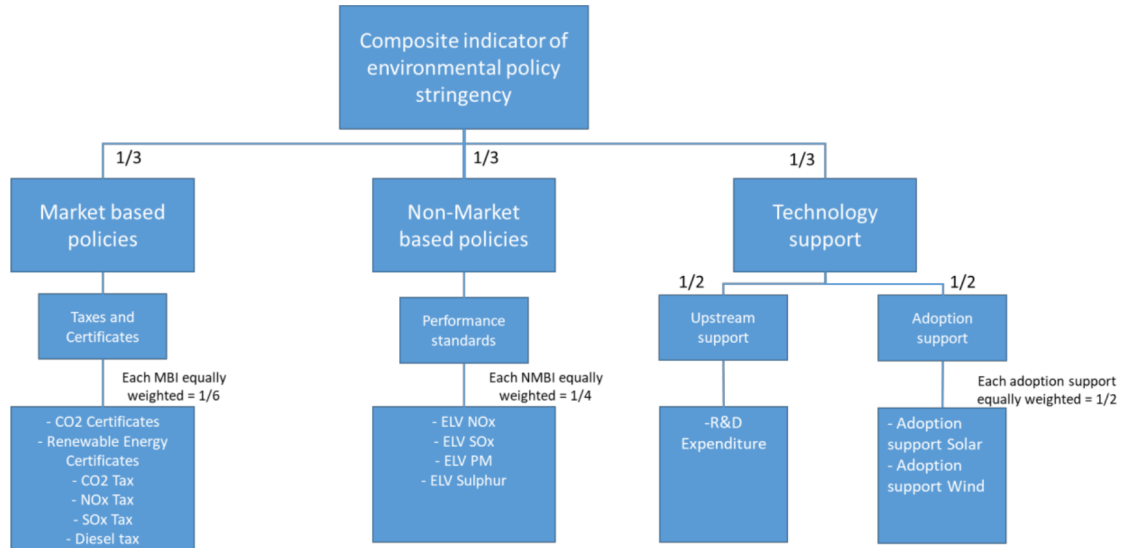 Composite indicator of
environmental policy
stringency
1/3
1/3
1/3
Market based
policies
Non-Market
based policies
Technology
support
1/2
1/2
Taxes and
Certificates
Performance
standards
Upstream
support
Adoption
support
Each MBI equally
weighted = 1/6
Each NMBI equally
weighted = 1/4
Each adoption support
equally weighted = 1/2
- CO2 Certificates
- Renewable Energy
Certificates
- CO2 Tax
- NOx Tax
- SOx Tax
- Diesel tax
- ELV NOx
- ELV SOx
- ELV PM
- ELV Sulphur
-R&D
Expenditure
- Adoption
support Solar
- Adoption
support Wind